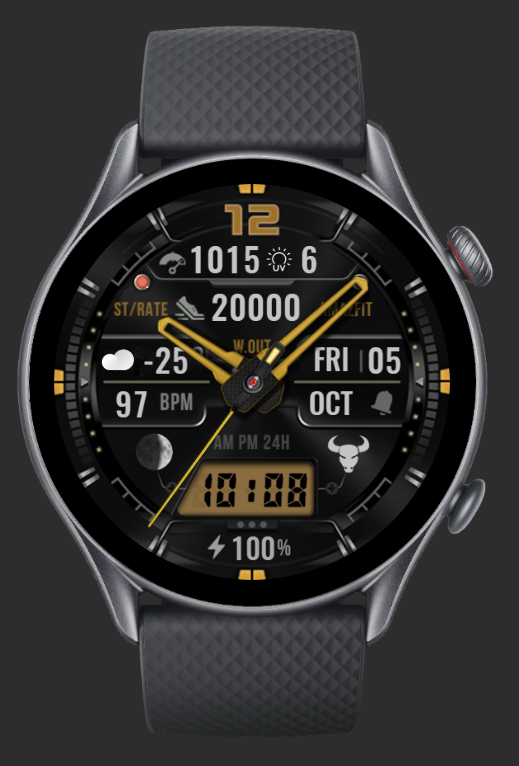 12
1015 UV 6
ST/RATE 20000 AMAZFIT
W.OUT
-25 FRI 05
97 BPM OCT
AM PM 24H
10:08
100%